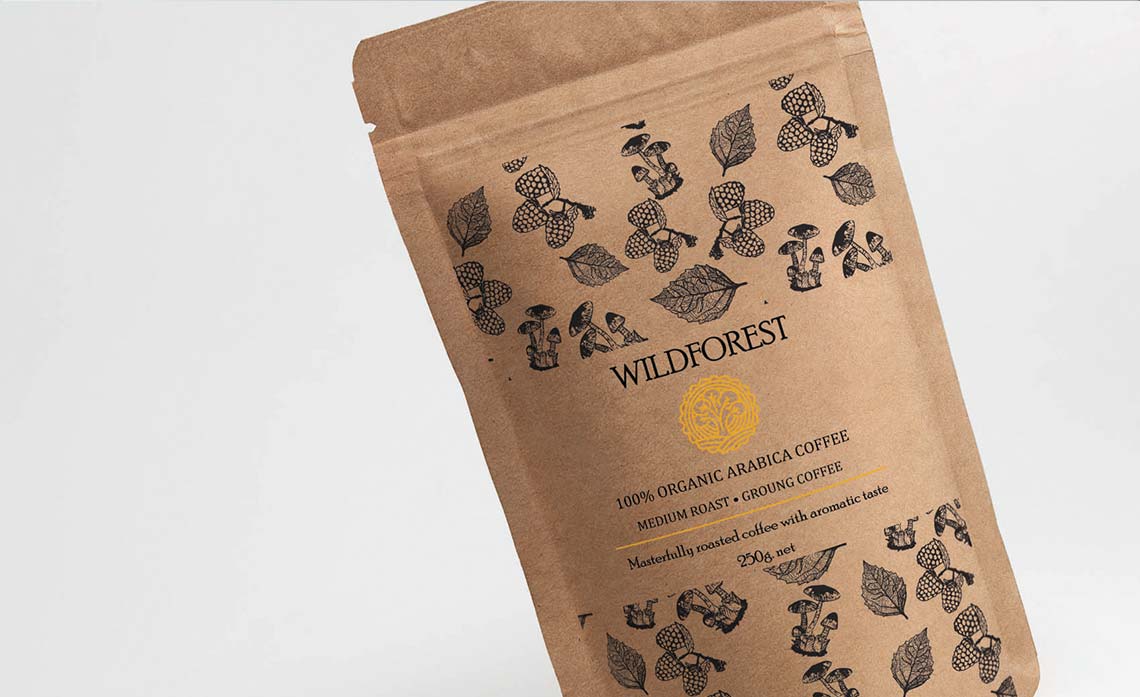 WILDFOREST
100% ORGANIC ARABICA COFFEE
MEDIUM ROAST • GROUNG COFFEE
Masterfully roasted coffee with aromatic taste
250g. net